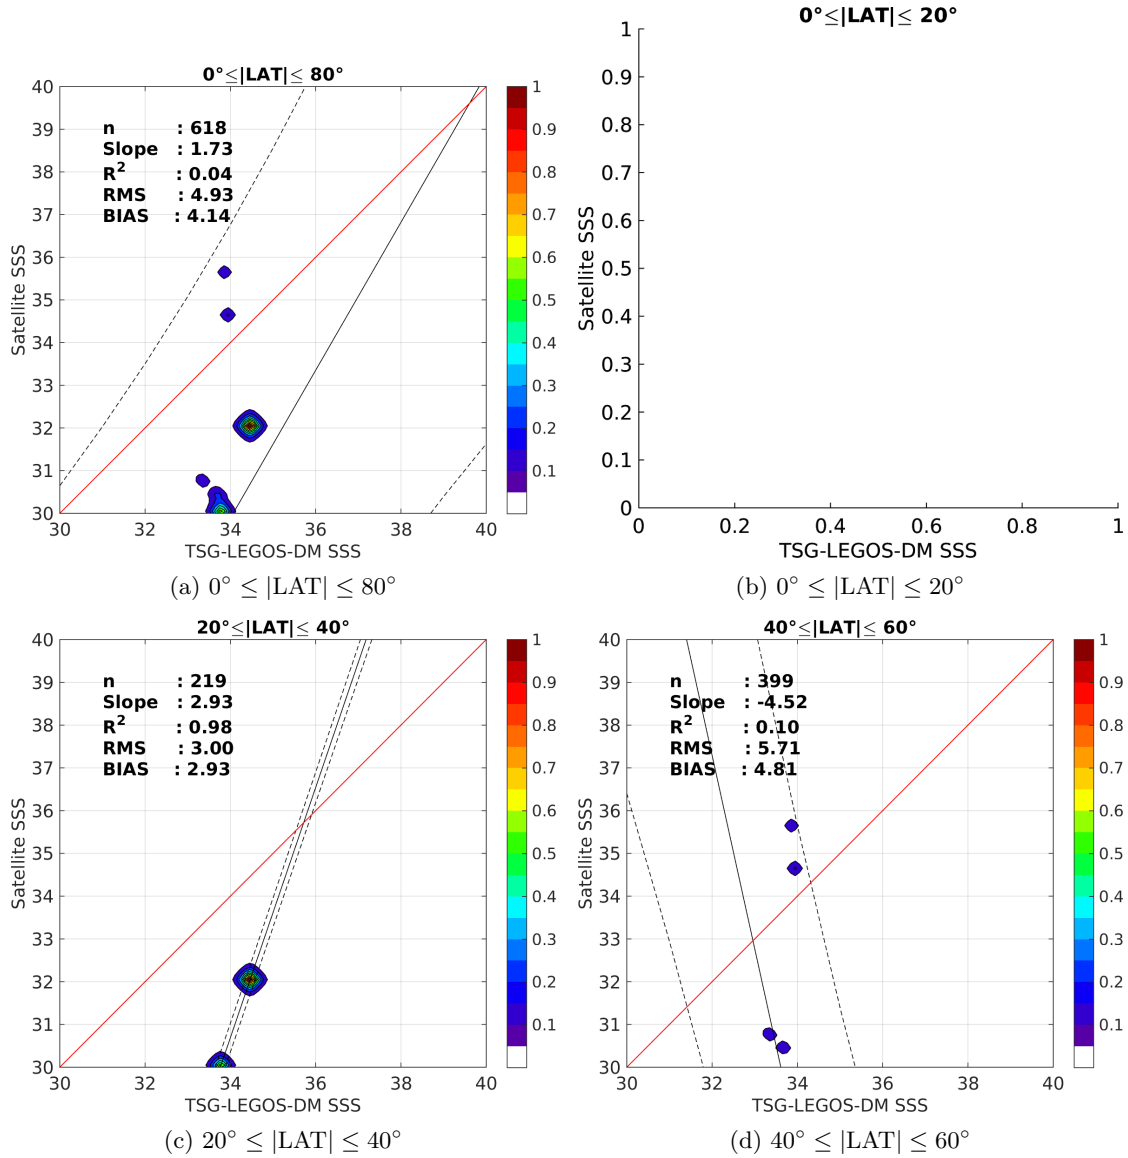 0°≤|LAT|≤ 80°
40
39
38
37
36
35
34
33
32
31
30
Satellite SSS
n : 618
Slope : 1.73
R² : 0.04
RMS : 4.93
BIAS : 4.14
30 32 34 36 38 40
TSG-LEGOS-DM SSS
1
0.9
0.8
0.7
0.6
0.5
0.4
0.3
0.2
0.1
(a) 0° ≤ |LAT| ≤ 80°
0°≤|LAT|≤ 20°
1
0.9
0.8
0.7
0.6
0.5
0.4
0.3
0.2
0.1
0
Satellite SSS
0 0.2 0.4 0.6 0.8 1
TSG-LEGOS-DM SSS
(b) 0° ≤ |LAT| ≤ 20°
20°≤|LAT|≤ 40°
40
39
38
37
36
35
34
33
32
31
30
Satellite SSS
n : 219
Slope : 2.93
R² : 0.98
RMS : 3.00
BIAS : 2.93
30 32 34 36 38 40
TSG-LEGOS-DM SSS
1
0.9
0.8
0.7
0.6
0.5
0.4
0.3
0.2
0.1
(c) 20° ≤ |LAT| ≤ 40°
40°≤|LAT|≤ 60°
40
39
38
37
36
35
34
33
32
31
30
Satellite SSS
n : 399
Slope : -4.52
R² : 0.10
RMS : 5.71
BIAS : 4.81
30 32 34 36 38 40
TSG-LEGOS-DM SSS
1
0.9
0.8
0.7
0.6
0.5
0.4
0.3
0.2
0.1
(d) 40° ≤ |LAT| ≤ 60°